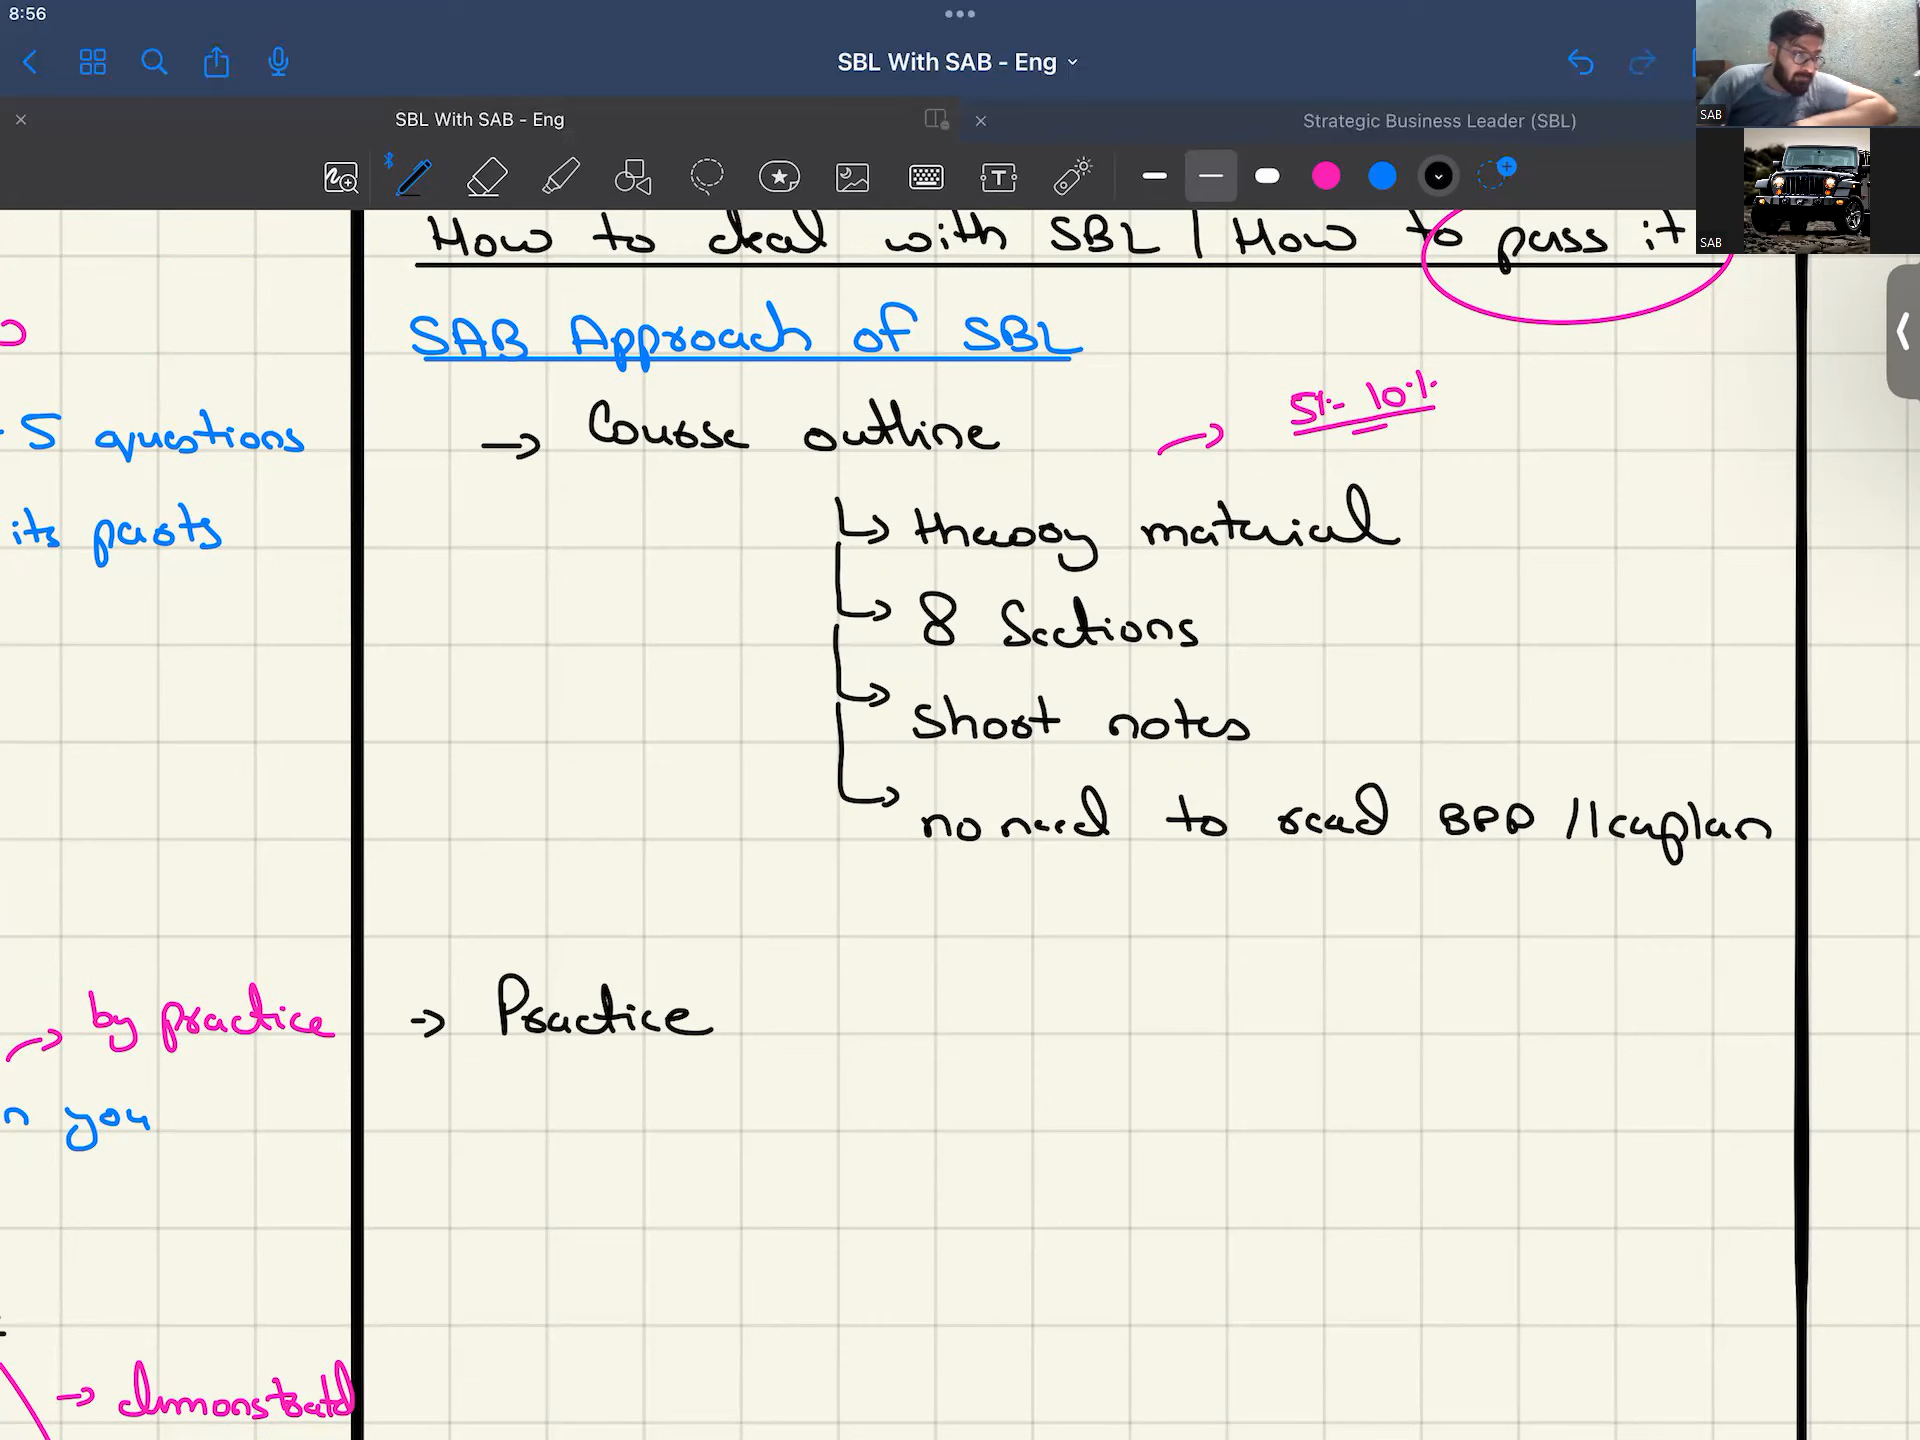 8:56
SBL With SAB - Eng
SBL With SAB - Eng
Strategic Business Leader (SBL)
SAB
SAB
How to deal with SBL | How to pass it
SAB Approach of SBL
→ Course outline → 5% - 10%
5 questions
its parts
↳ theory material
↳ 8 Sections
↳ short notes
↳ no need to read BPP / Kaplan
→ by practice
→ Practice
n you
→ demonstrated